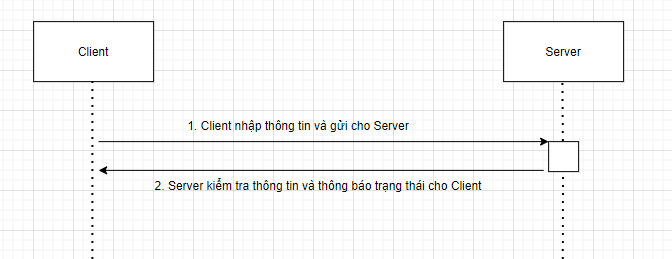 Client
Server
1. Client nhập thông tin và gửi cho Server
2. Server kiểm tra thông tin và thông báo trạng thái cho Client